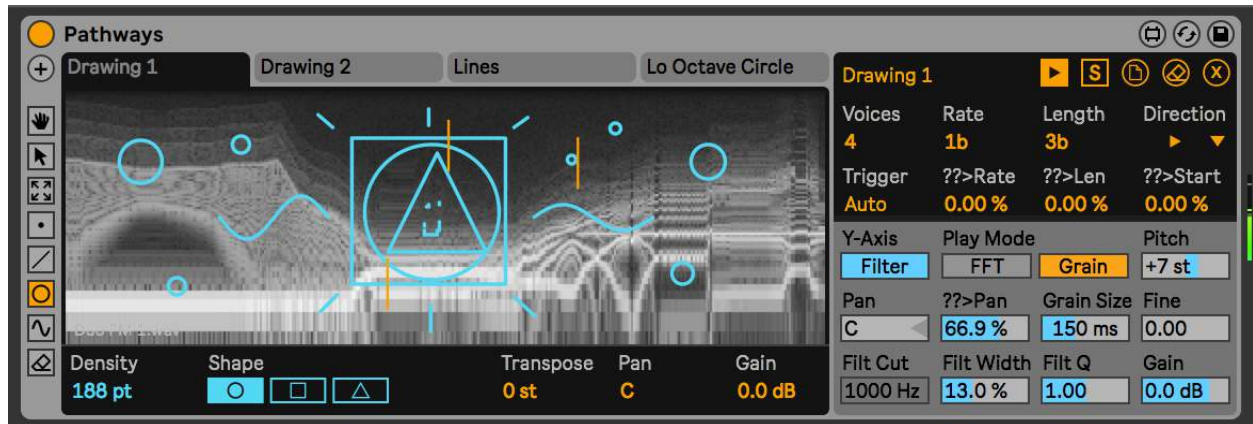 Pathways
Drawing 1 Drawing 2 Lines Lo Octave Circle
Density Shape Transpose Pan Gain
188 pt 0 st C 0.0 dB
Drawing 1 S X
Voices Rate Length Direction
4 1b 3b
Trigger ??>Rate ??>Len ??>Start
Auto 0.00 % 0.00 % 0.00 %
Y-Axis Play Mode Pitch
Filter FFT Grain +7 st
Pan ??>Pan Grain Size Fine
C 66.9 % 150 ms 0.00
Filt Cut Filt Width Filt Q Gain
1000 Hz 13.0 % 1.00 0.0 dB